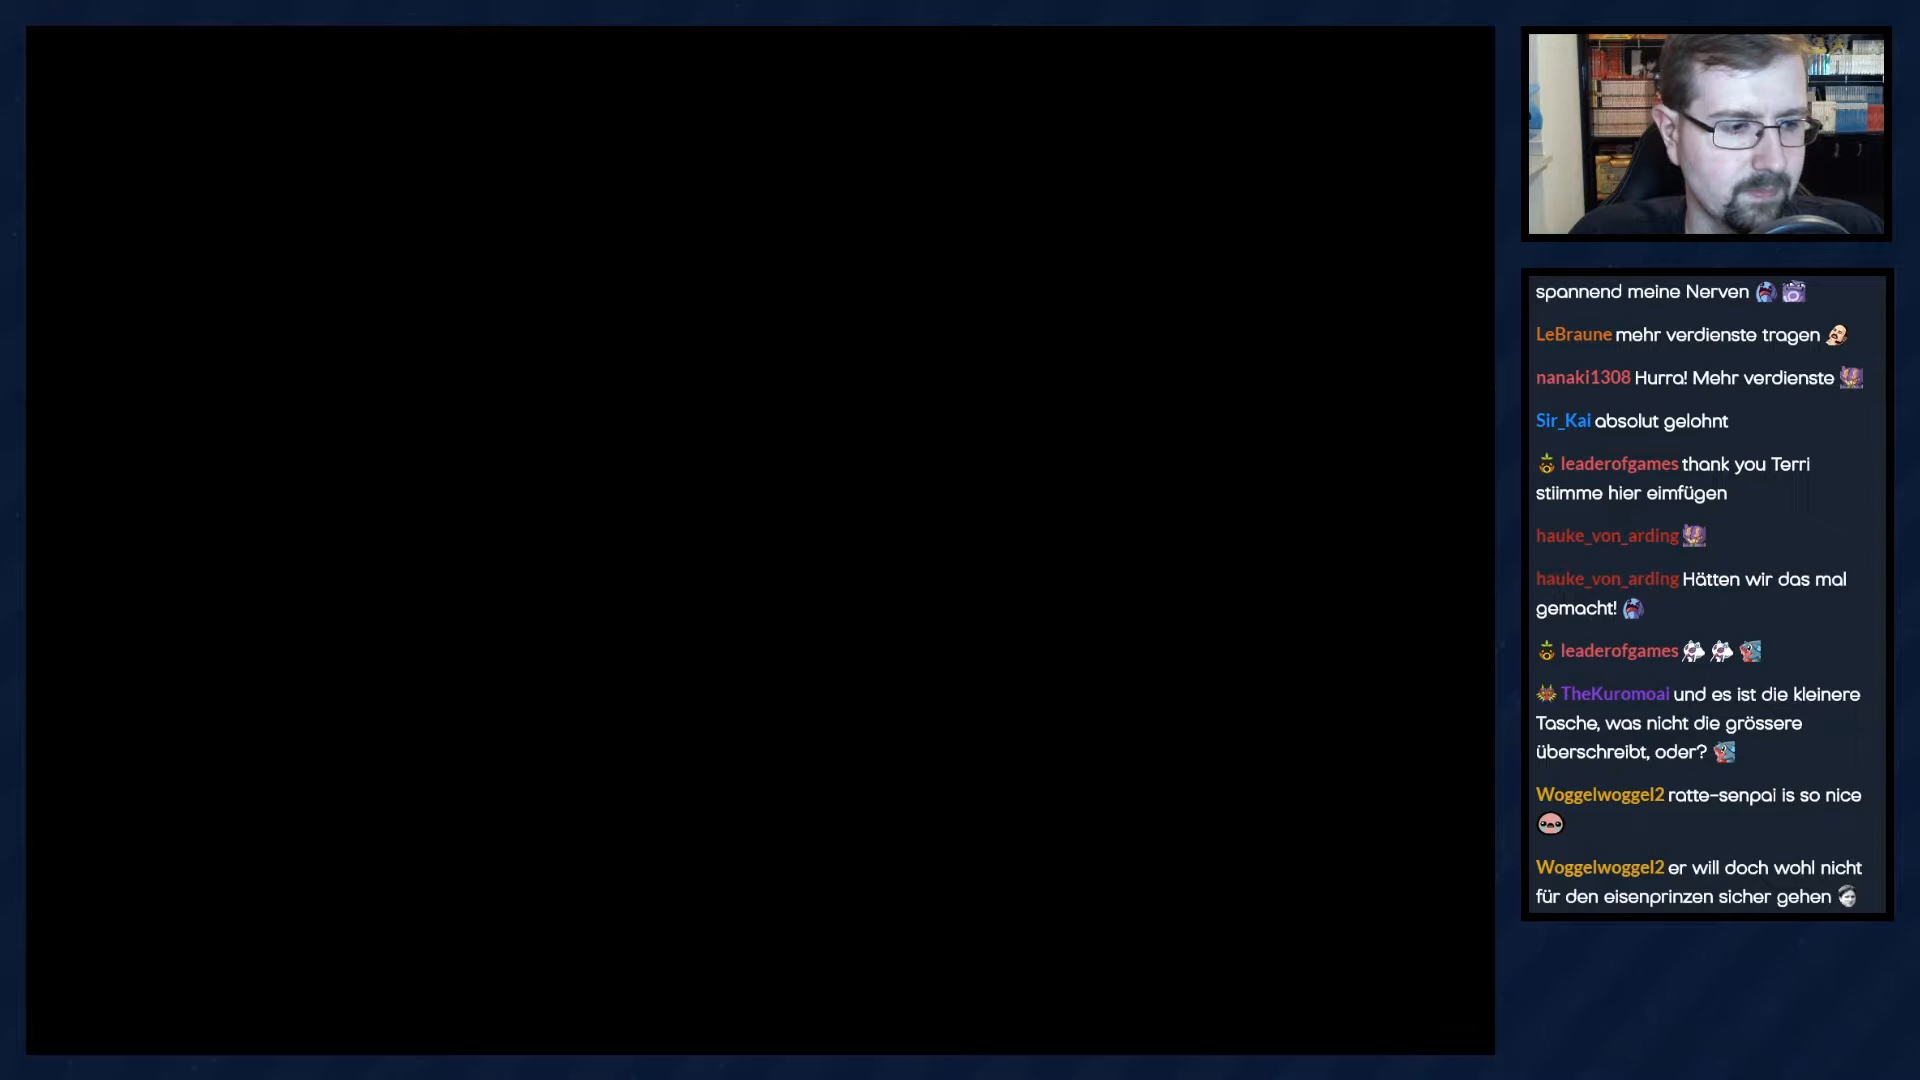 spannend meine Nerven
LeBraune mehr verdienste tragen
nanaki1308 Hurra! Mehr verdienste
Sir_Kai absolut gelohnt
leaderofgames thank you Terri
stiimme hier eimfügen
hauke_von_arding
hauke_von_arding Hätten wir das mal
gemacht!
leaderofgames
TheKuromoai und es ist die kleinere
Tasche, was nicht die grössere
überschreibt, oder?
Woggelwoggel2 ratte-senpai is so nice
Woggelwoggel2 er will doch wohl nicht
für den eisenprinzen sicher gehen